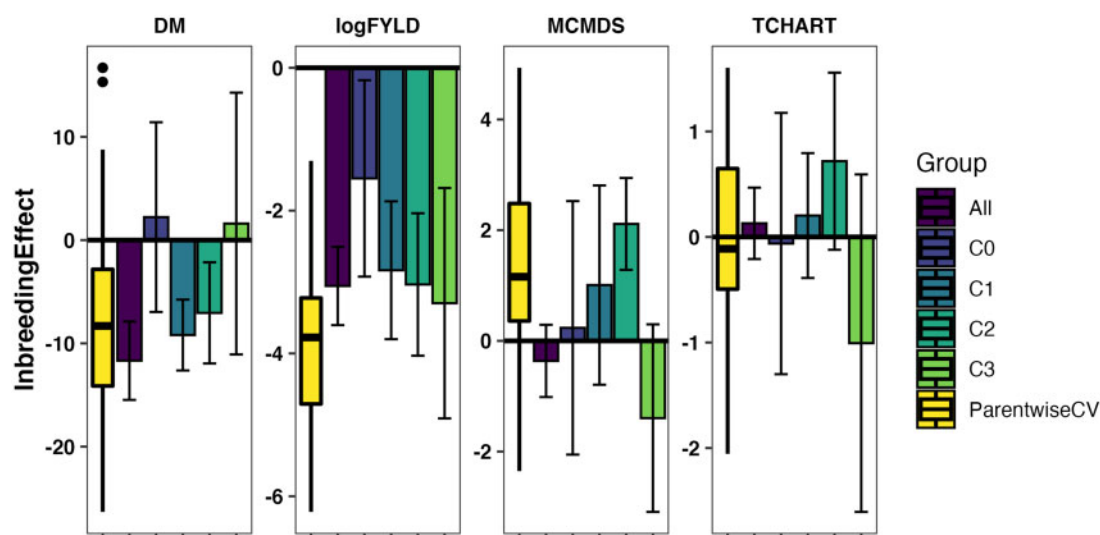 DM
logFYLD
MCMDS
TCHART
InbreedingEffect
10
0
-10
-20
0
-2
-4
-6
4
2
0
-2
1
0
-1
-2
Group
All
C0
C1
C2
C3
ParentwiseCV